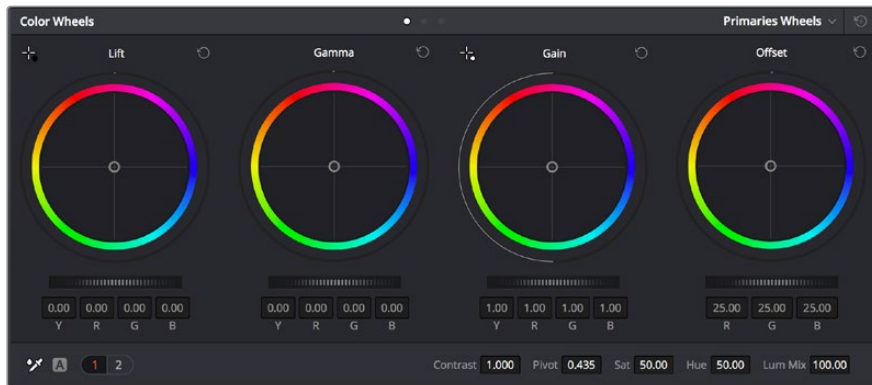 Color Wheels Primaries Wheels
Lift Gamma Gain Offset
0.00 0.00 0.00 0.00 0.00 0.00 0.00 0.00 1.00 1.00 1.00 1.00 25.00 25.00 25.00
Y R G B Y R G B Y R G B R G B
A 1 2 Contrast 1.000 Pivot 0.435 Sat 50.00 Hue 50.00 Lum Mix 100.00